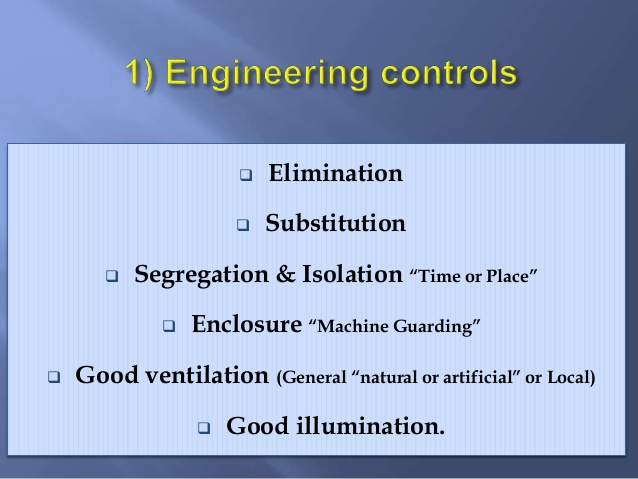 1) Engineering controls
Elimination
Substitution
Segregation & Isolation “Time or Place”
Enclosure “Machine Guarding”
Good ventilation (General “natural or artificial” or Local)
Good illumination.